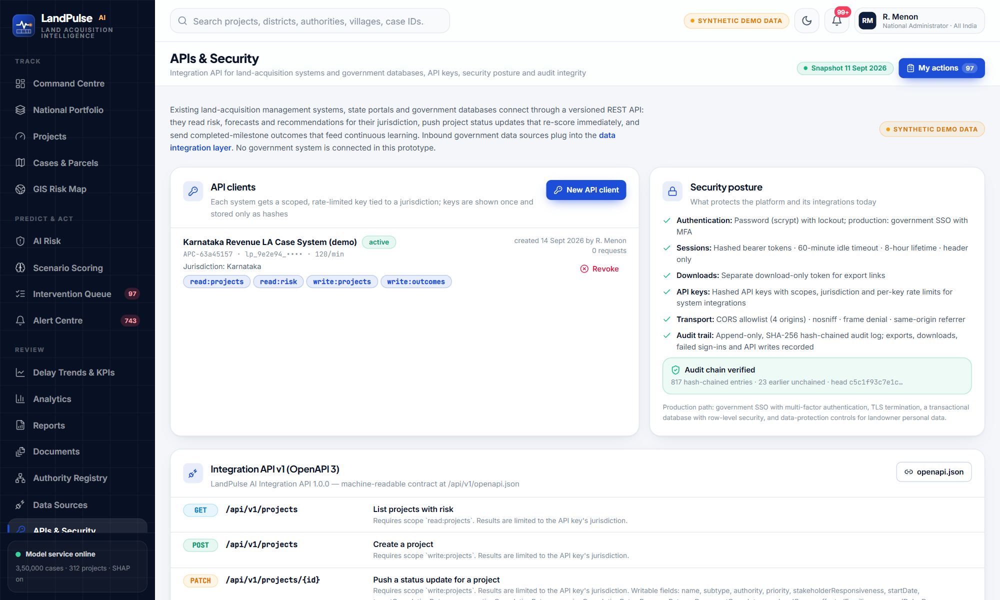 LandPulse AI
LAND ACQUISITION
INTELLIGENCE
TRACK
Command Centre
National Portfolio
Projects
Cases & Parcels
GIS Risk Map
PREDICT & ACT
AI Risk
Scenario Scoring
Intervention Queue 97
Alert Centre 743
REVIEW
Delay Trends & KPIs
Analytics
Reports
Documents
Authority Registry
Data Sources
APIs & Security
Model service online
3,50,000 cases · 312 projects · SHAP
on
Search projects, districts, authorities, villages, case IDs..
SYNTHETIC DEMO DATA
99+
RM
R. Menon
National Administrator · All India
APIs & Security
Integration API for land-acquisition systems and government databases, API keys, security posture and audit integrity
Snapshot 11 Sept 2026
My actions 97
Existing land-acquisition management systems, state portals and government databases connect through a versioned REST API:
they read risk, forecasts and recommendations for their jurisdiction, push project status updates that re-score immediately, and
send completed-milestone outcomes that feed continuous learning. Inbound government data sources plug into the data
integration layer. No government system is connected in this prototype.
SYNTHETIC DEMO DATA
API clients
Each system gets a scoped, rate-limited key tied to a jurisdiction; keys are shown once and
stored only as hashes
New API client
Karnataka Revenue LA Case System (demo) active
APC-63a45157 · lp_9e2e94_•••• · 120/min
Jurisdiction: Karnataka
read:projects read:risk write:projects write:outcomes
created 14 Sept 2026 by R. Menon
0 requests
Revoke
Security posture
What protects the platform and its integrations today
Authentication: Password (scrypt) with lockout; production: government SSO with
MFA
Sessions: Hashed bearer tokens · 60-minute idle timeout · 8-hour lifetime · header
only
Downloads: Separate download-only token for export links
API keys: Hashed API keys with scopes, jurisdiction and per-key rate limits for
system integrations
Transport: CORS allowlist (4 origins) · nosniff · frame denial · same-origin referrer
Audit trail: Append-only, SHA-256 hash-chained audit log; exports, downloads,
failed sign-ins and API writes recorded
Audit chain verified
817 hash-chained entries · 23 earlier unchained · head c5c1f93c7e1c…
Production path: government SSO with multi-factor authentication, TLS termination, a transactional
database with row-level security, and data-protection controls for landowner personal data.
Integration API v1 (OpenAPI 3)
LandPulse AI Integration API 1.0.0 — machine-readable contract at /api/v1/openapi.json
openapi.json
GET /api/v1/projects
List projects with risk
Requires scope `read:projects`. Results are limited to the API key's jurisdiction.
POST /api/v1/projects
Create a project
Requires scope `write:projects`. Results are limited to the API key's jurisdiction.
PATCH /api/v1/projects/{id}
Push a status update for a project
Requires scope `write:projects`. Results are limited to the API key's jurisdiction. Writable fields: name, subtype, authority, priority, stakeholderResponsiveness, startDate,